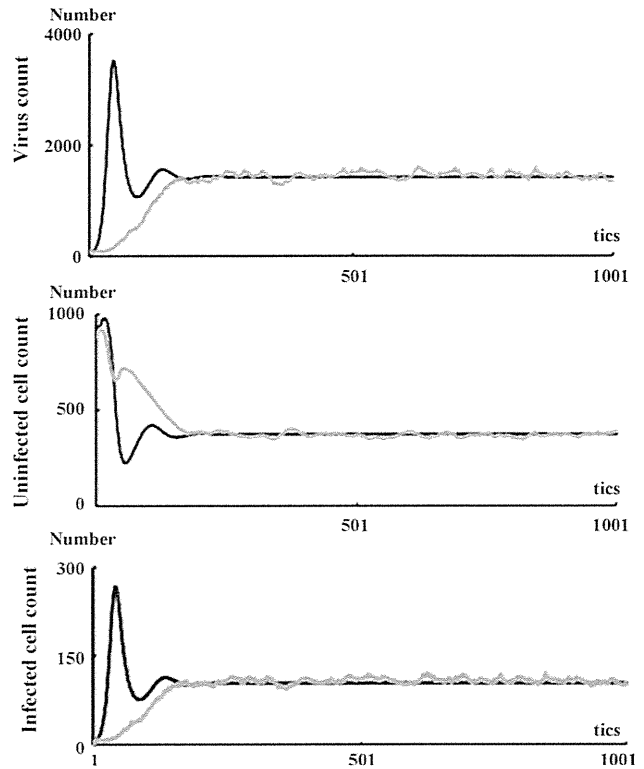 Number
Virus count
4000
2000
0
tics
501
1001
Number
Uninfected cell count
1000
500
0
tics
501
1001
Number
Infected cell count
300
150
0
tics
1
501
1001